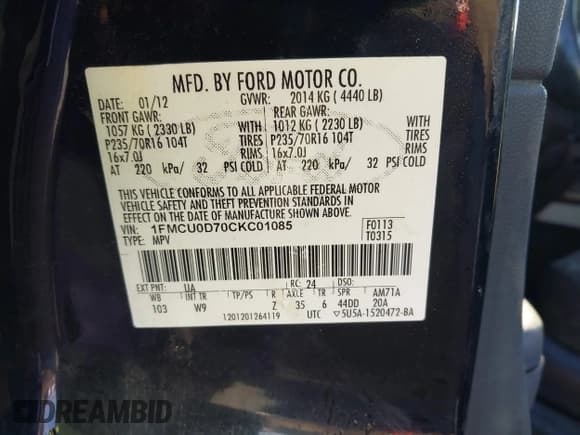 MFD. BY FORD MOTOR CO.
DATE: 01/12 GVWR: 2014 KG ( 4440 LB)
FRONT GAWR: REAR GAWR:
1057 KG ( 2330 LB) WITH 1012 KG ( 2230 LB) WITH
P235/70R16 104T TIRES P235/70R16 104T TIRES
16x7.0J RIMS 16x7.0J RIMS
AT 220 kPa/ 32 PSI COLD AT 220 kPa/ 32 PSI COLD
THIS VEHICLE CONFORMS TO ALL APPLICABLE FEDERAL MOTOR
VEHICLE SAFETY AND THEFT PREVENTION STANDARDS IN
EFFECT ON THE DATE OF MANUFACTURE SHOWN ABOVE.
VIN: 1FMCU0D70CKC01085 F0113
TYPE: MPV T0315
EXT PNT: UA RC: 24 DSO:
WB INT TR TP/PS R AXLE TR SPR AM71A
103 W9 Z 35 6 44DD 20A
1201201264119 UTC ▽5U5A-1520472-BA
DREAMBID